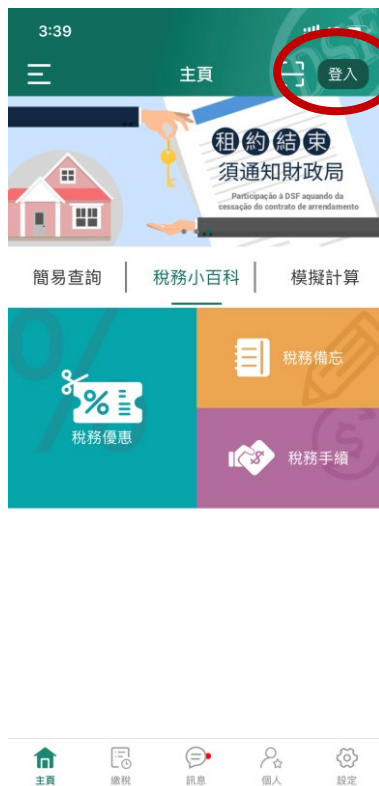 3:39
主頁
登入
DSF
租約結束
須通知財政局
Participação à DSF aquando da
cessação do contrato de arrendamento
簡易查詢
稅務小百科
模擬計算
稅務優惠
稅務備忘
稅務手續
主頁
繳稅
訊息
個人
設定